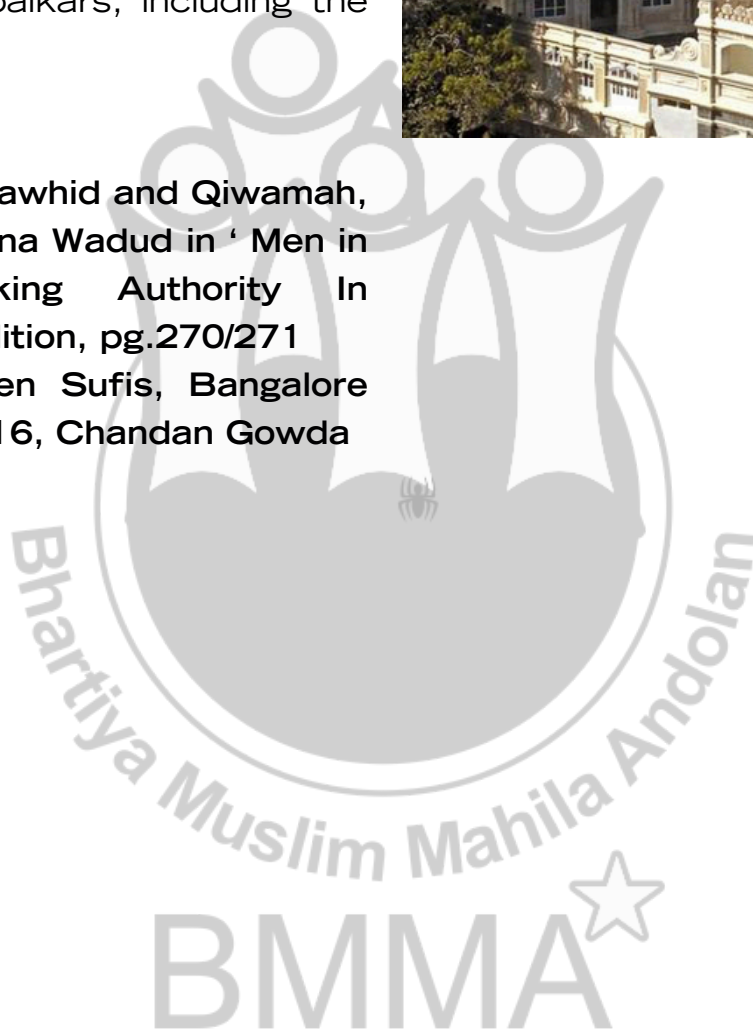 palkars, including the
awhid and Qiwamah,
na Wadud in ‘ Men in
king Authority In
ition, pg.270/271
en Sufis, Bangalore
16, Chandan Gowda
Bhartiya Muslim Mahila Andolan
BMMA